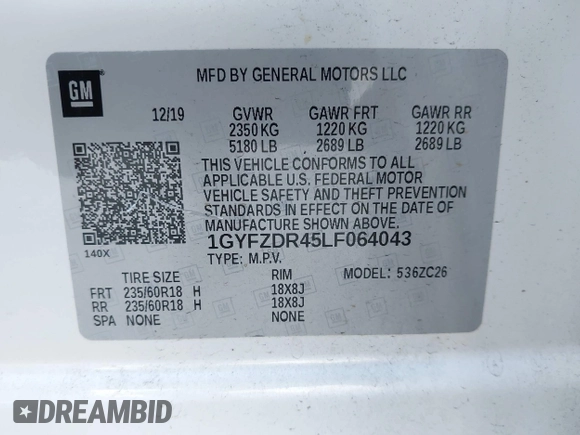 GM
MFD BY GENERAL MOTORS LLC
12/19 GVWR GAWR FRT GAWR RR
2350 KG 1220 KG 1220 KG
5180 LB 2689 LB 2689 LB
THIS VEHICLE CONFORMS TO ALL
APPLICABLE U.S. FEDERAL MOTOR
VEHICLE SAFETY AND THEFT PREVENTION
STANDARDS IN EFFECT ON THE DATE OF
MANUFACTURE SHOWN ABOVE.
1GYFZDR45LF064043
140X
TYPE: M.P.V.
TIRE SIZE RIM MODEL: 536ZC26
FRT 235/60R18 H 18X8J
RR 235/60R18 H 18X8J
SPA NONE NONE
DREAMBID